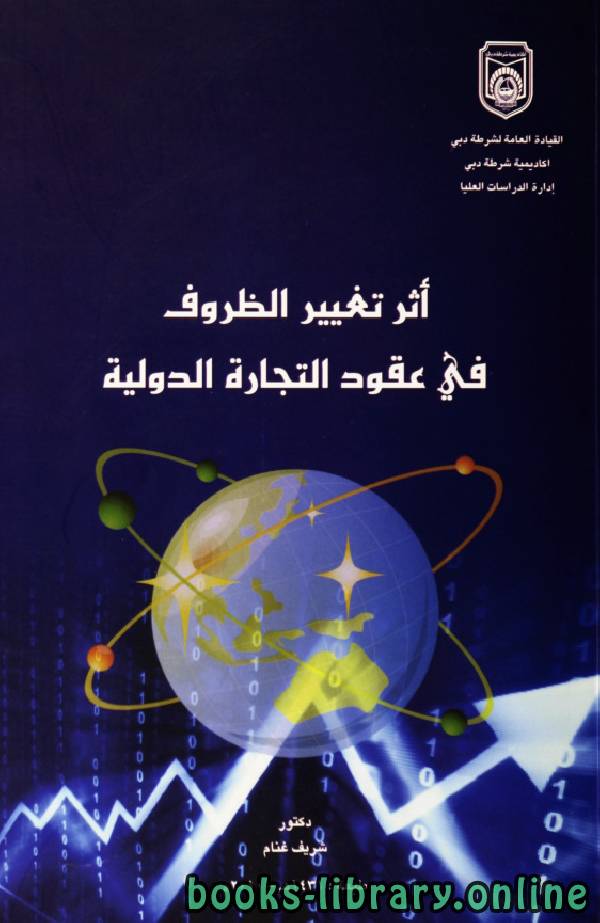 القيادة العامة لشرطة دبي
اكاديمية شرطة دبي
إدارة الدراسات العليا
أثر تغيير الظروف
في عقود التجارة الدولية
دكتور
شريف غنام
books-library.online